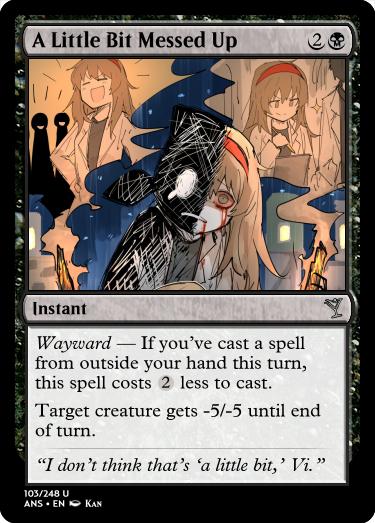 A Little Bit Messed Up 2
Instant
Wayward — If you've cast a spell
from outside your hand this turn,
this spell costs 2 less to cast.
Target creature gets -5/-5 until end
of turn.
“I don't think that's ‘a little bit,’ Vi.”
103/248 U
ANS • EN Kan